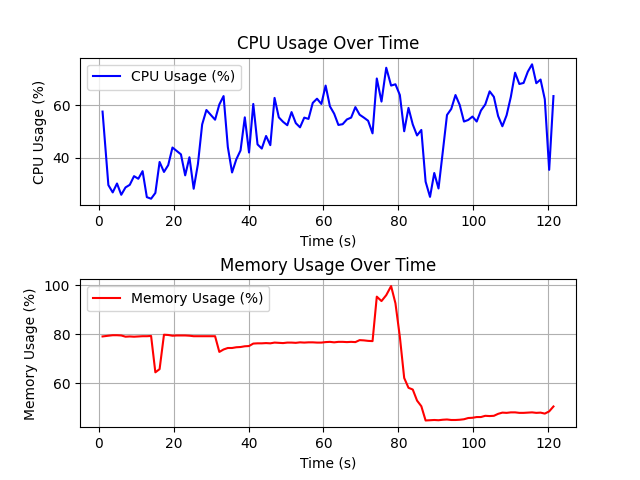 CPU Usage Over Time
CPU Usage (%)
CPU Usage (%)
60
40
0 20 40 60 80 100 120
Time (s)
Memory Usage Over Time
Memory Usage (%)
Memory Usage (%)
100
80
60
0 20 40 60 80 100 120
Time (s)